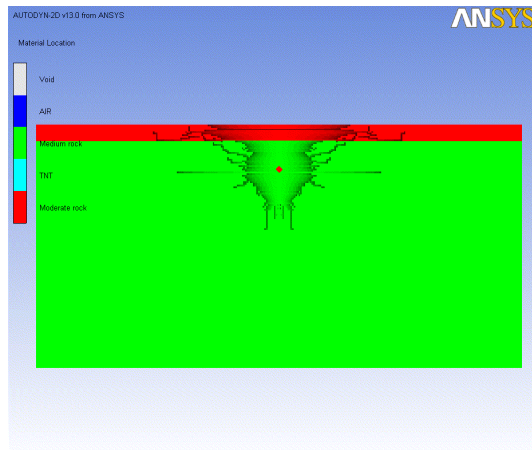 AUTODYN-2D v13.0 from ANSYS
ANSYS
Material Location
Void
AIR
Medium rock
TNT
Moderate rock